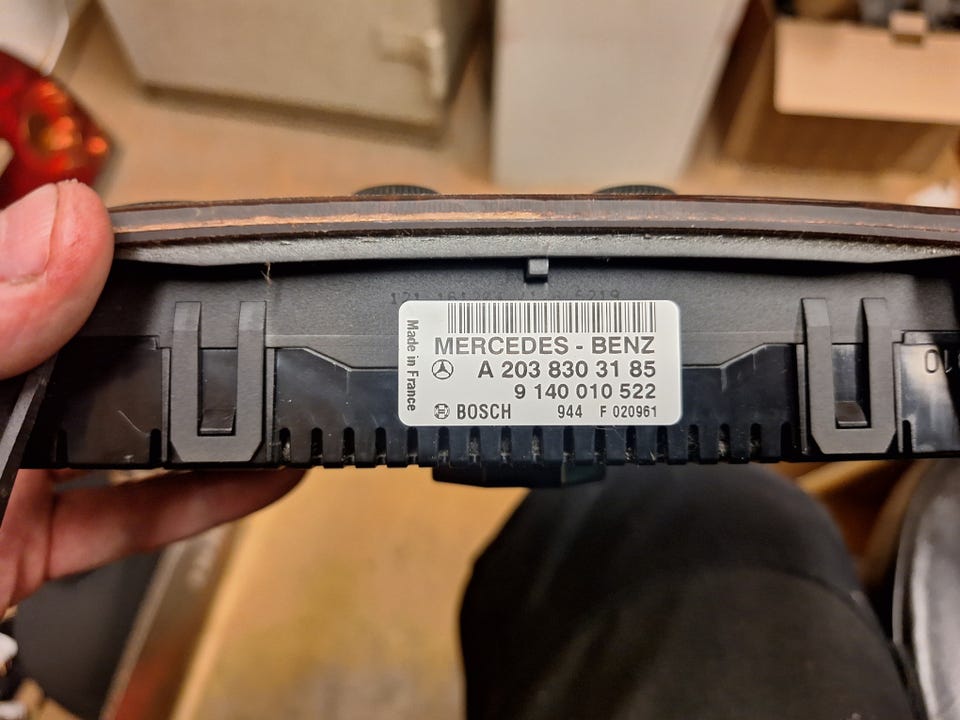 Made in France
MERCEDES - BENZ
A 203 830 31 85
9 140 010 522
BOSCH 944 F 020961